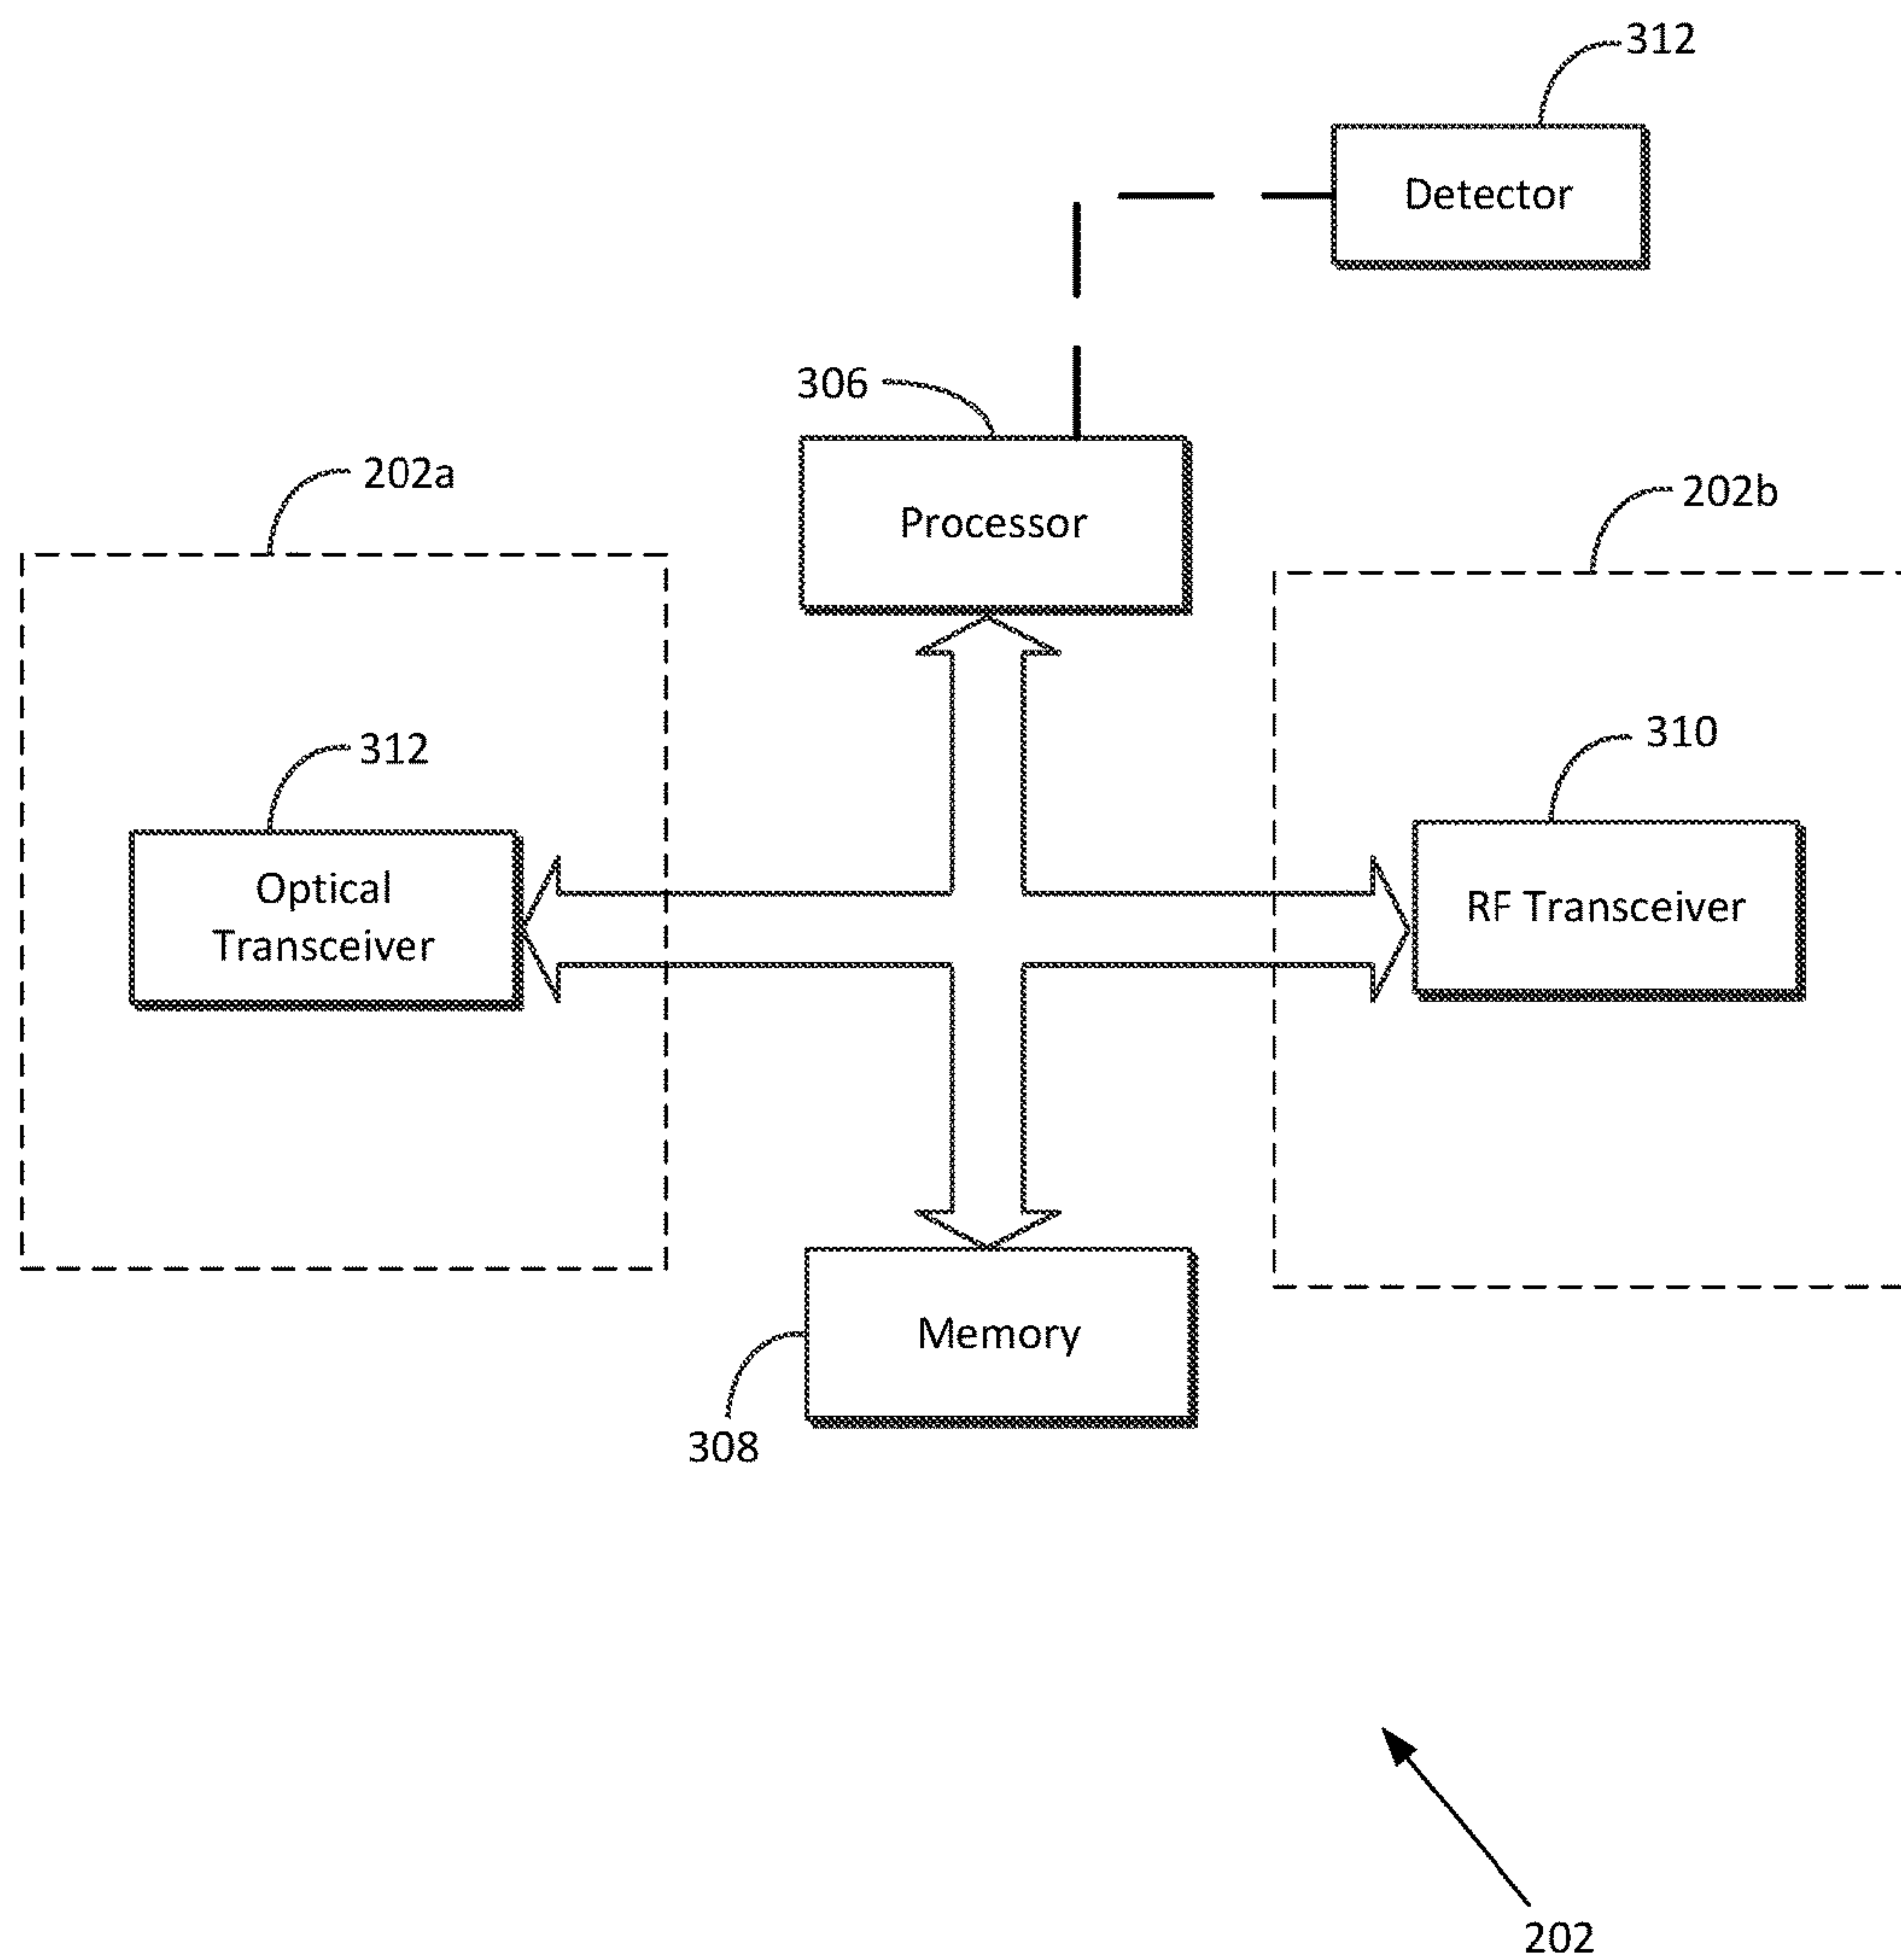 312
Detector
306
Processor
202a
202b
312
Optical
Transceiver
310
RF Transceiver
Memory
308
202